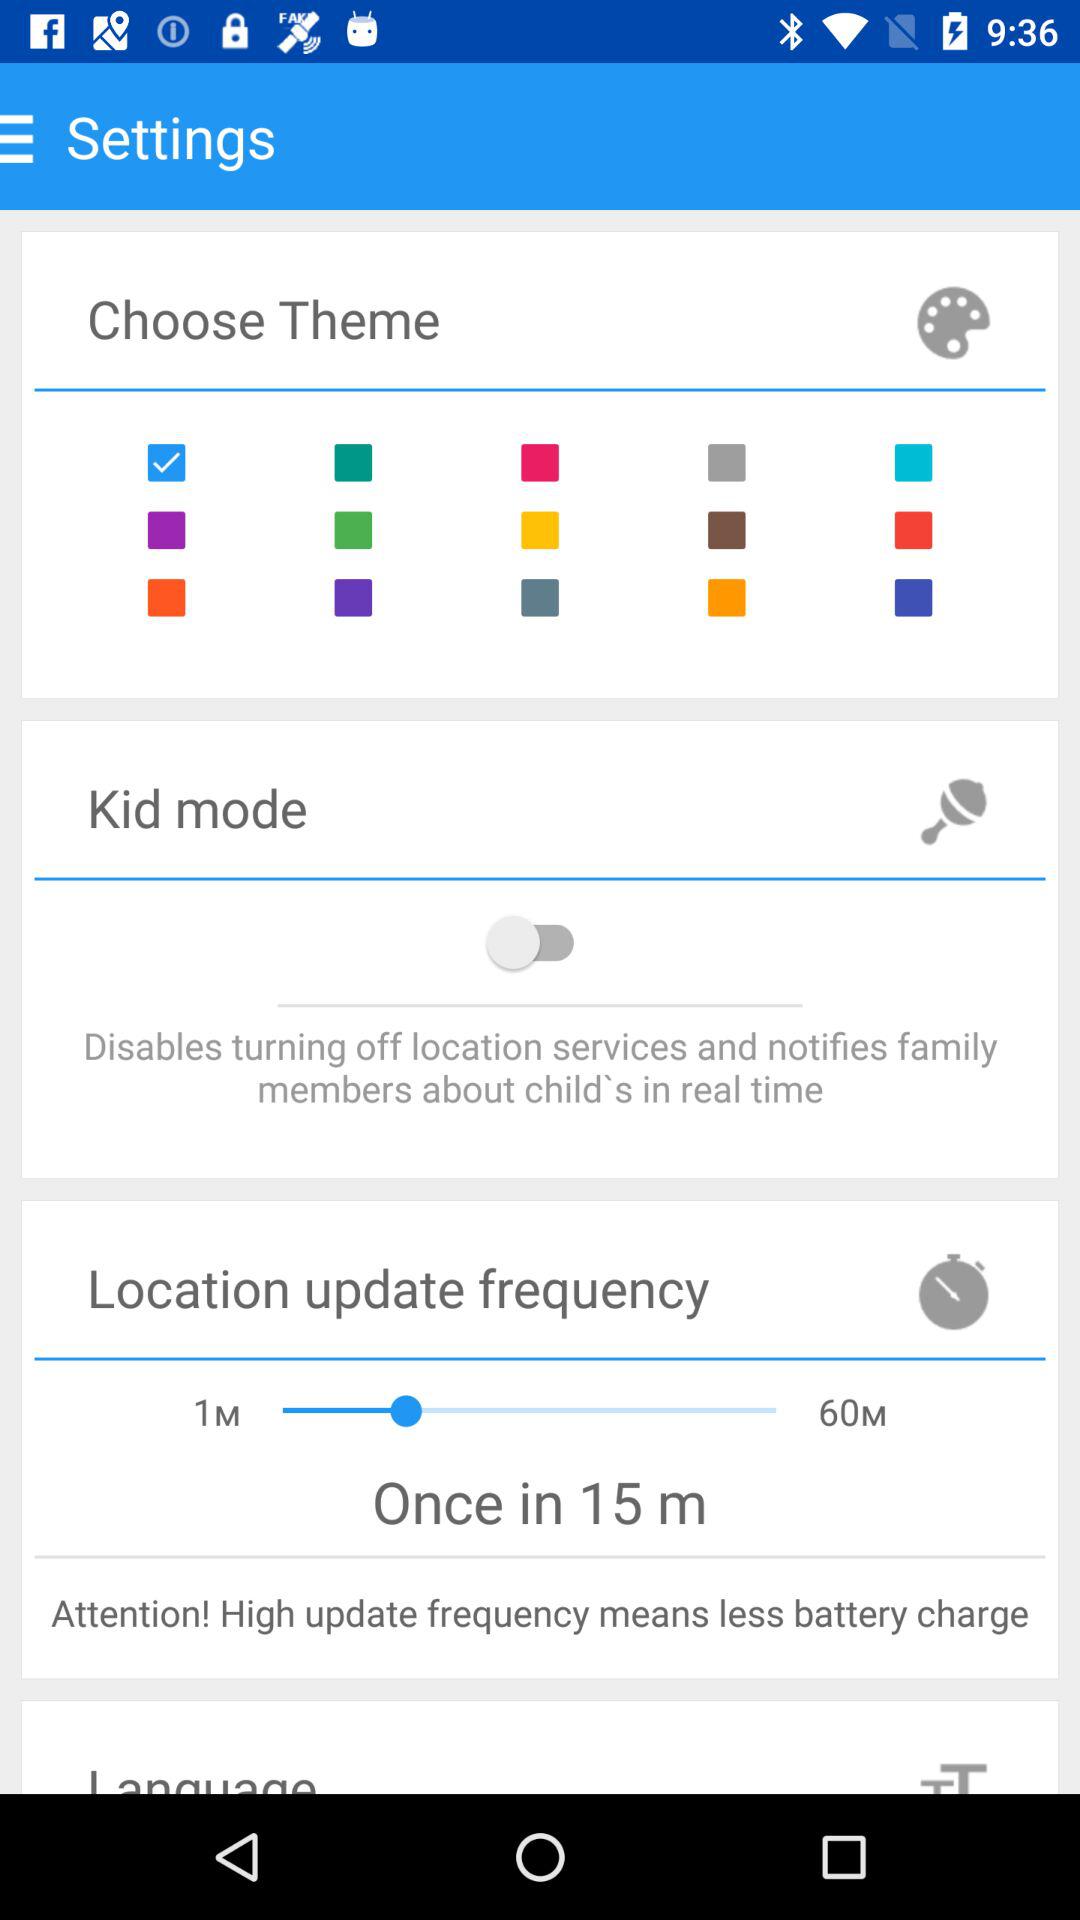 FAKE
9:36
Settings
Choose Theme
Kid mode
Disables turning off location services and notifies family
members about child`s in real time
Location update frequency
1м
60м
Once in 15 m
Attention! High update frequency means less battery charge
Language